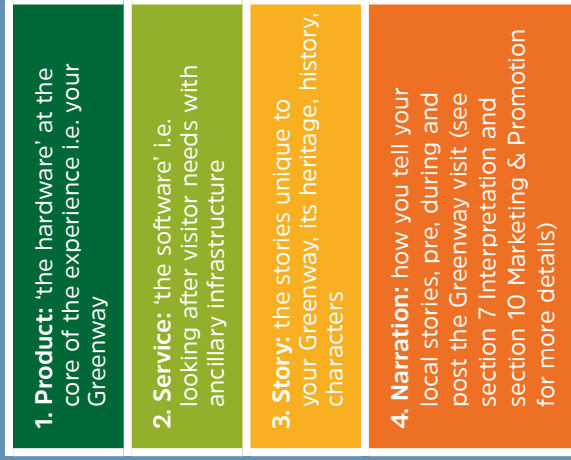 1. Product: ‘the hardware’ at the
core of the experience i.e. your
Greenway
2. Service: ‘the software’ i.e.
looking after visitor needs with
ancillary infrastructure
3. Story: the stories unique to
your Greenway, its heritage, history,
characters
4. Narration: how you tell your
local stories, pre, during and
post the Greenway visit (see
section 7 Interpretation and
section 10 Marketing & Promotion
for more details)